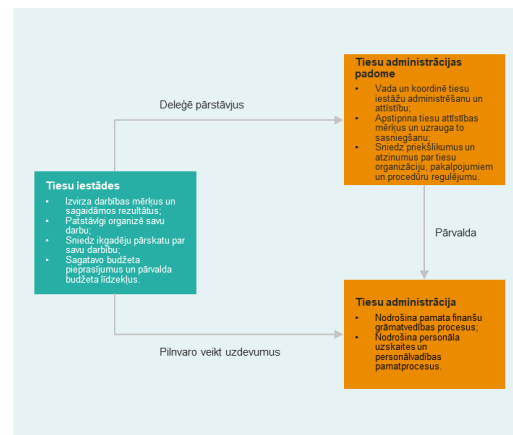 Tiesu administrācijas
padome
• Vada un koordinē tiesu
iestāžu administrēšanu un
attīstību;
• Apstiprina tiesu attīstības
mērķus un uzrauga to
sasniegšanu;
• Sniedz priekšlikumus un
atzinumus par tiesu
organizāciju, pakalpojumiem
un procedūru regulējumu.
Deleģē pārstāvjus
Tiesu iestādes
• Izvirza darbības mērķus un
sagaidāmos rezultātus;
• Patstāvīgi organizē savu
darbu;
• Sniedz ikgadēju pārskatu par
savu darbību;
• Sagatavo budžeta
pieprasījumus un pārvalda
budžeta līdzekļus.
Pārvalda
Tiesu administrācija
• Nodrošina pamata finanšu
grāmatvedības procesus;
• Nodrošina personāla
uzskaites un
personālvadības
pamatprocesus.
Pilnvaro veikt uzdevumus